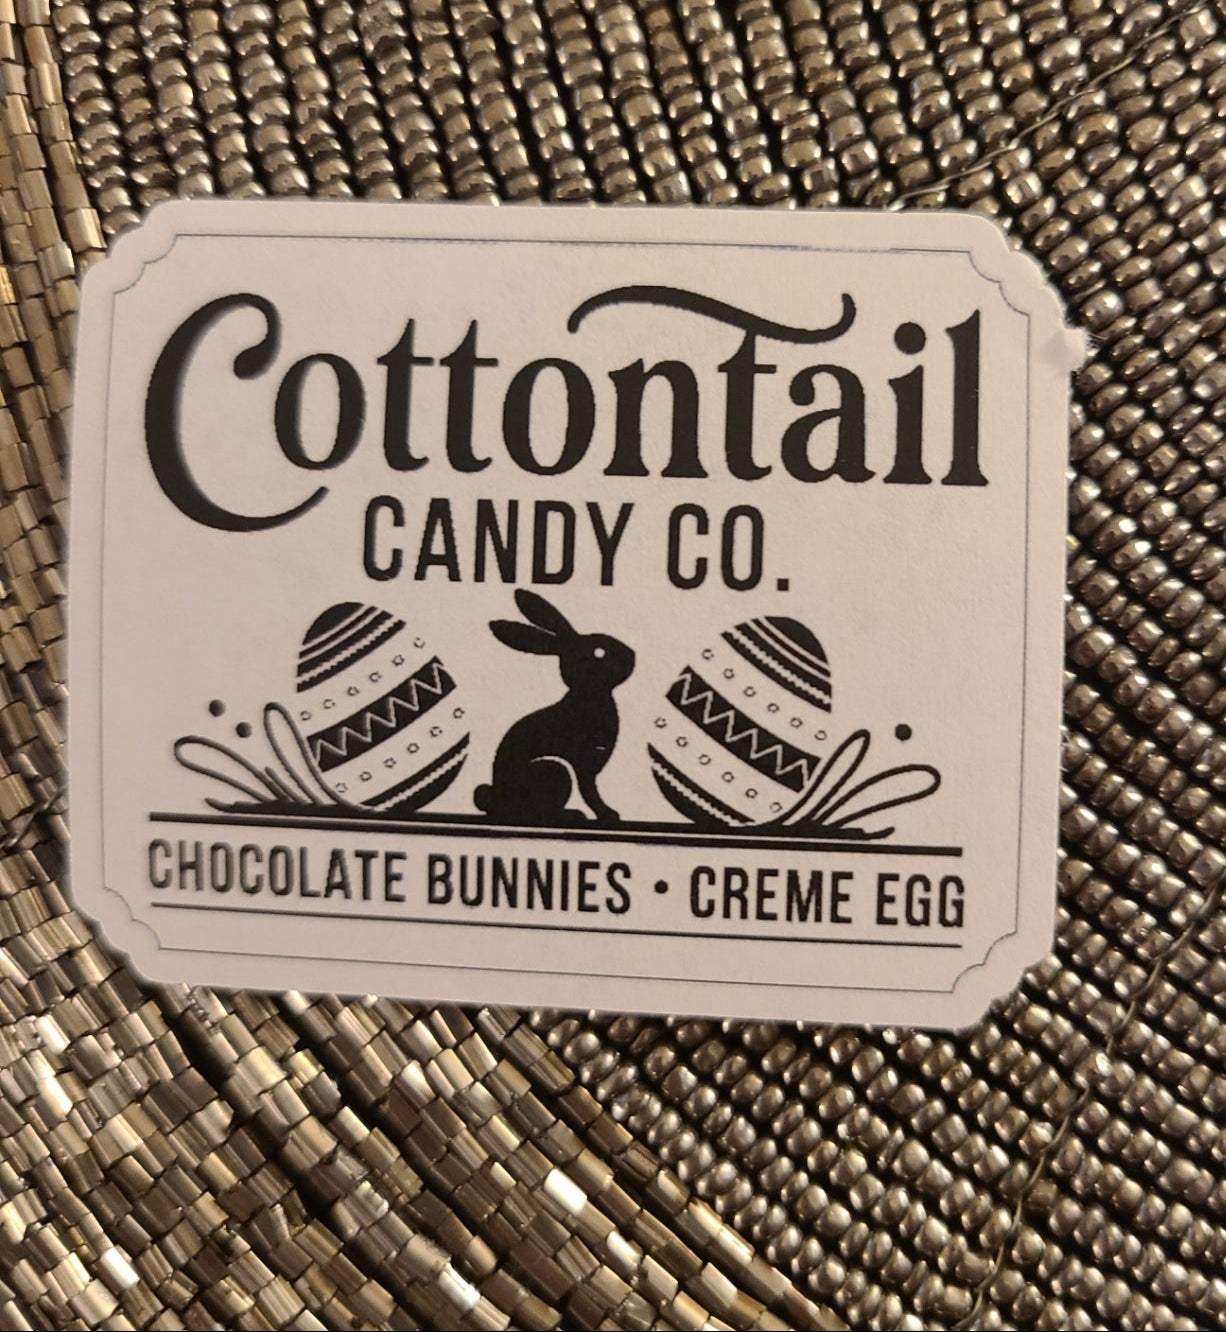 Cottontail
CANDY CO.
CHOCOLATE BUNNIES • CREME EGG